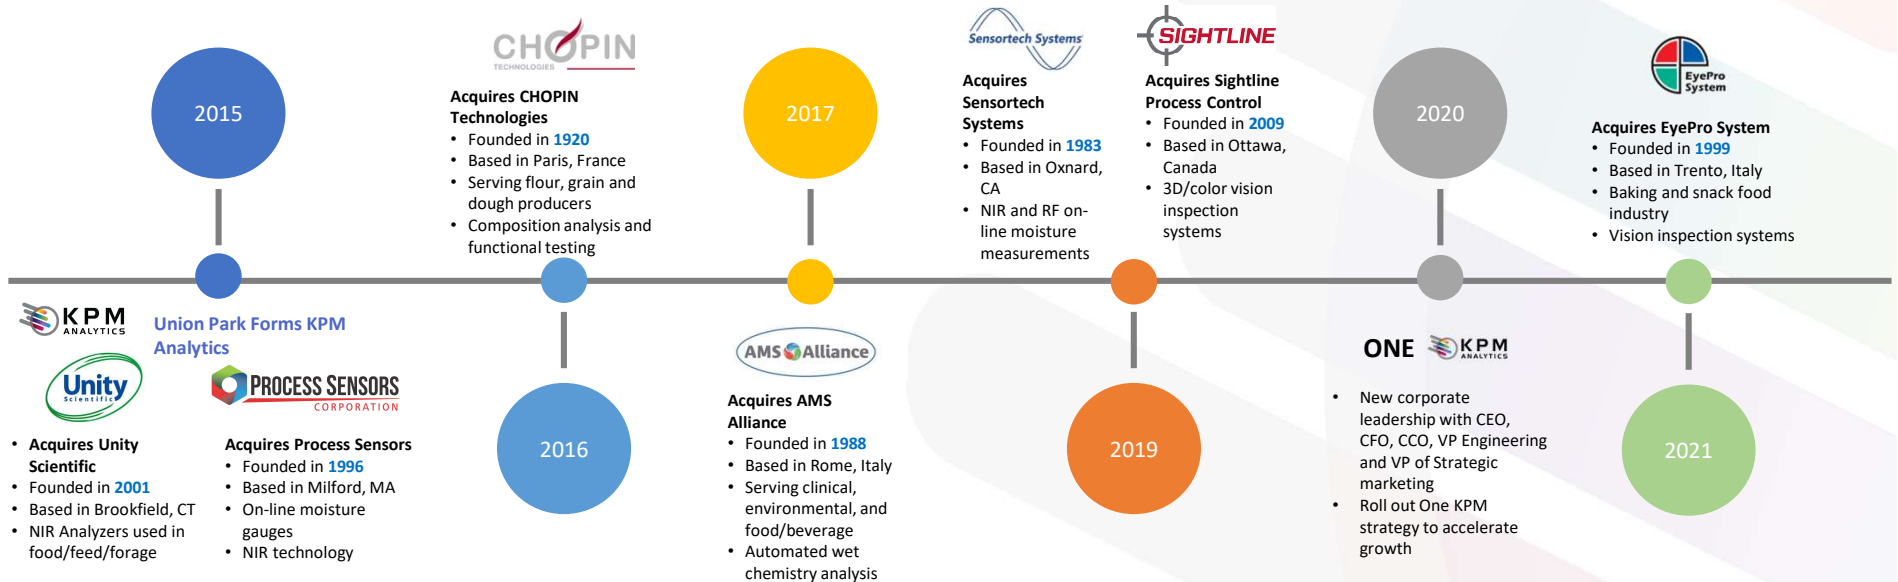 2015
KPM
ANALYTICS
Union Park Forms KPM
Analytics
Unity
Scientific
• Acquires Unity
Scientific
• Founded in 2001
• Based in Brookfield, CT
• NIR Analyzers used in
food/feed/forage
PROCESS SENSORS
CORPORATION
Acquires Process Sensors
• Founded in 1996
• Based in Milford, MA
• On-line moisture
gauges
• NIR technology
CHOPIN
TECHNOLOGIES
Acquires CHOPIN
Technologies
• Founded in 1920
• Based in Paris, France
• Serving flour, grain and
dough producers
• Composition analysis and
functional testing
2016
2017
AMS Alliance
Acquires AMS
Alliance
• Founded in 1988
• Based in Rome, Italy
• Serving clinical,
environmental, and
food/beverage
• Automated wet
chemistry analysis
Sensortech Systems
Acquires
Sensortech
Systems
• Founded in 1983
• Based in Oxnard,
CA
• NIR and RF on-
line moisture
measurements
SIGHTLINE
Acquires Sightline
Process Control
• Founded in 2009
• Based in Ottawa,
Canada
• 3D/color vision
inspection
systems
2019
2020
ONE KPM
ANALYTICS
• New corporate
leadership with CEO,
CFO, CCO, VP Engineering
and VP of Strategic
marketing
• Roll out One KPM
strategy to accelerate
growth
EyePro
System
Acquires EyePro System
• Founded in 1999
• Based in Trento, Italy
• Baking and snack food
industry
• Vision inspection systems
2021